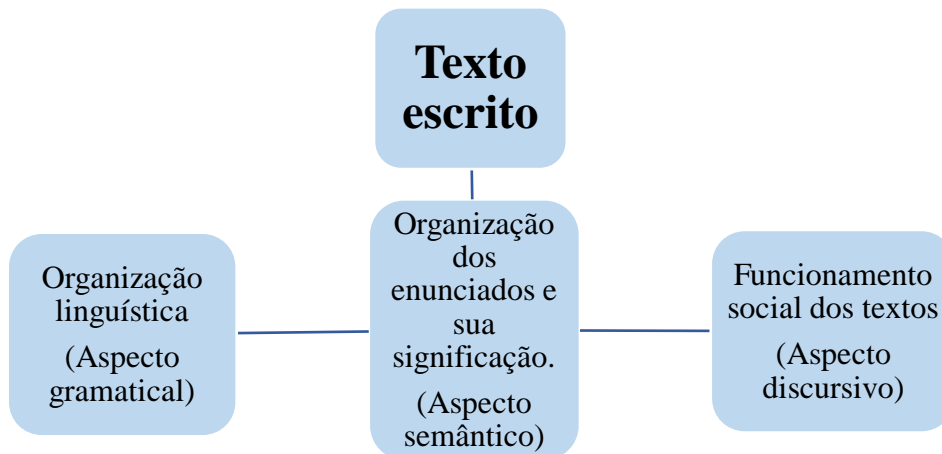 Texto
escrito
Organização
linguística
(Aspecto
gramatical)
Organização
dos
enunciados e
sua
significação.
(Aspecto
semântico)
Funcionamento
social dos textos
(Aspecto
discursivo)